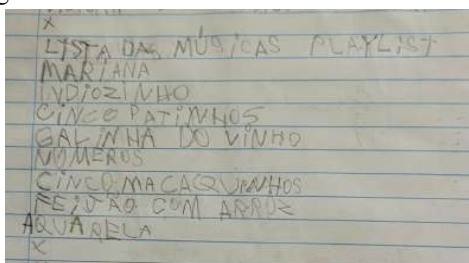 X
LISTA DAS MÚSICAS PLAYLIST
MARIANA
INDIOZINHO
CINCO PATINHOS
GALINHA DO VINHO
NÚMEROS
CINCO MACAQUINHOS
FEIJÃO COM ARROZ
AQUARELA
X